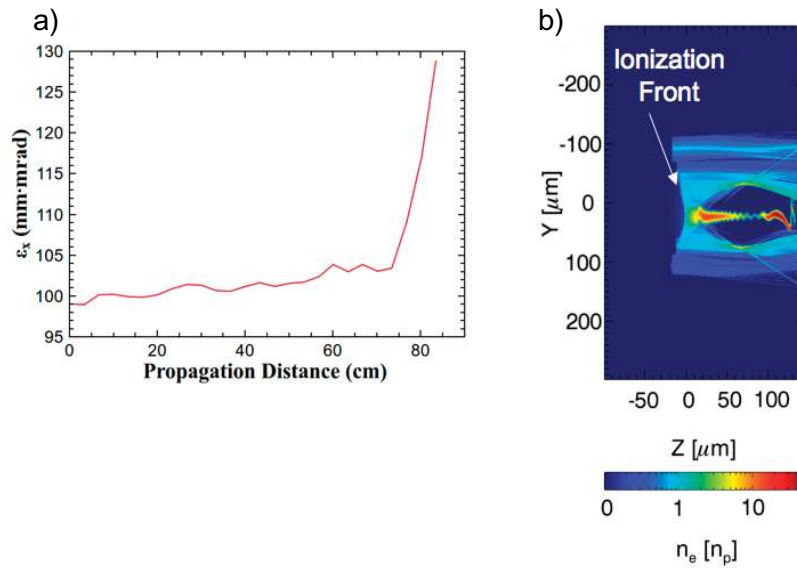 a)
130
125
120
115
110
105
100
95
εx (mm·mrad)
0 20 40 60 80
Propagation Distance (cm)
b)
Ionization
Front
-200
-100
0
100
200
Y [µm]
-50 0 50 100
Z [µm]
0 1 10
ne [np]